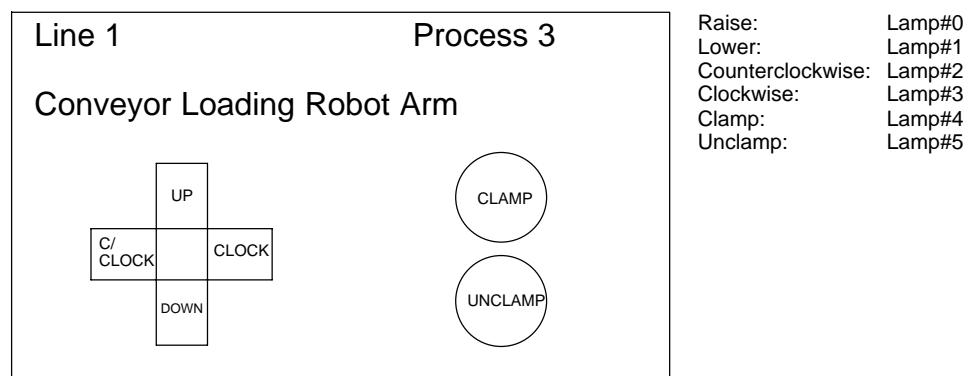 Line 1 Process 3
Conveyor Loading Robot Arm
UP
C/
CLOCK
CLOCK
DOWN
CLAMP
UNCLAMP
Raise: Lamp#0
Lower: Lamp#1
Counterclockwise: Lamp#2
Clockwise: Lamp#3
Clamp: Lamp#4
Unclamp: Lamp#5